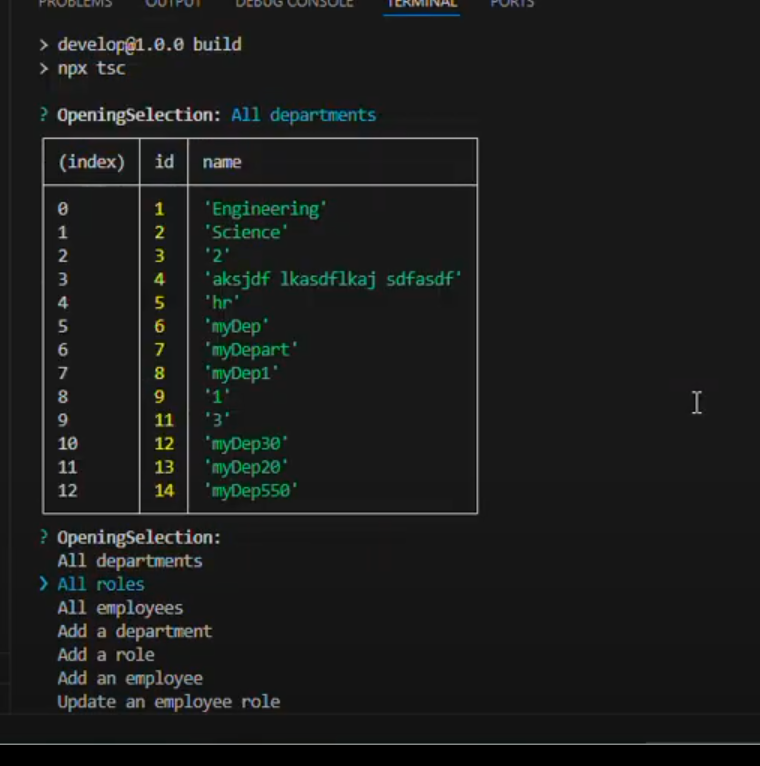 PROBLEMS OUTPUT DEBUG CONSOLE TERMINAL PORTS
> develop@1.0.0 build
> npx tsc
? OpeningSelection: All departments
(index) id name
0 1 'Engineering'
1 2 'Science'
2 3 '2'
3 4 'aksjdf lkasdflkaj sdfasdf'
4 5 'hr'
5 6 'myDep'
6 7 'myDepart'
7 8 'myDep1'
8 9 '1'
9 11 '3'
10 12 'myDep30'
11 13 'myDep20'
12 14 'myDep550'
? OpeningSelection:
All departments
❯ All roles
All employees
Add a department
Add a role
Add an employee
Update an employee role